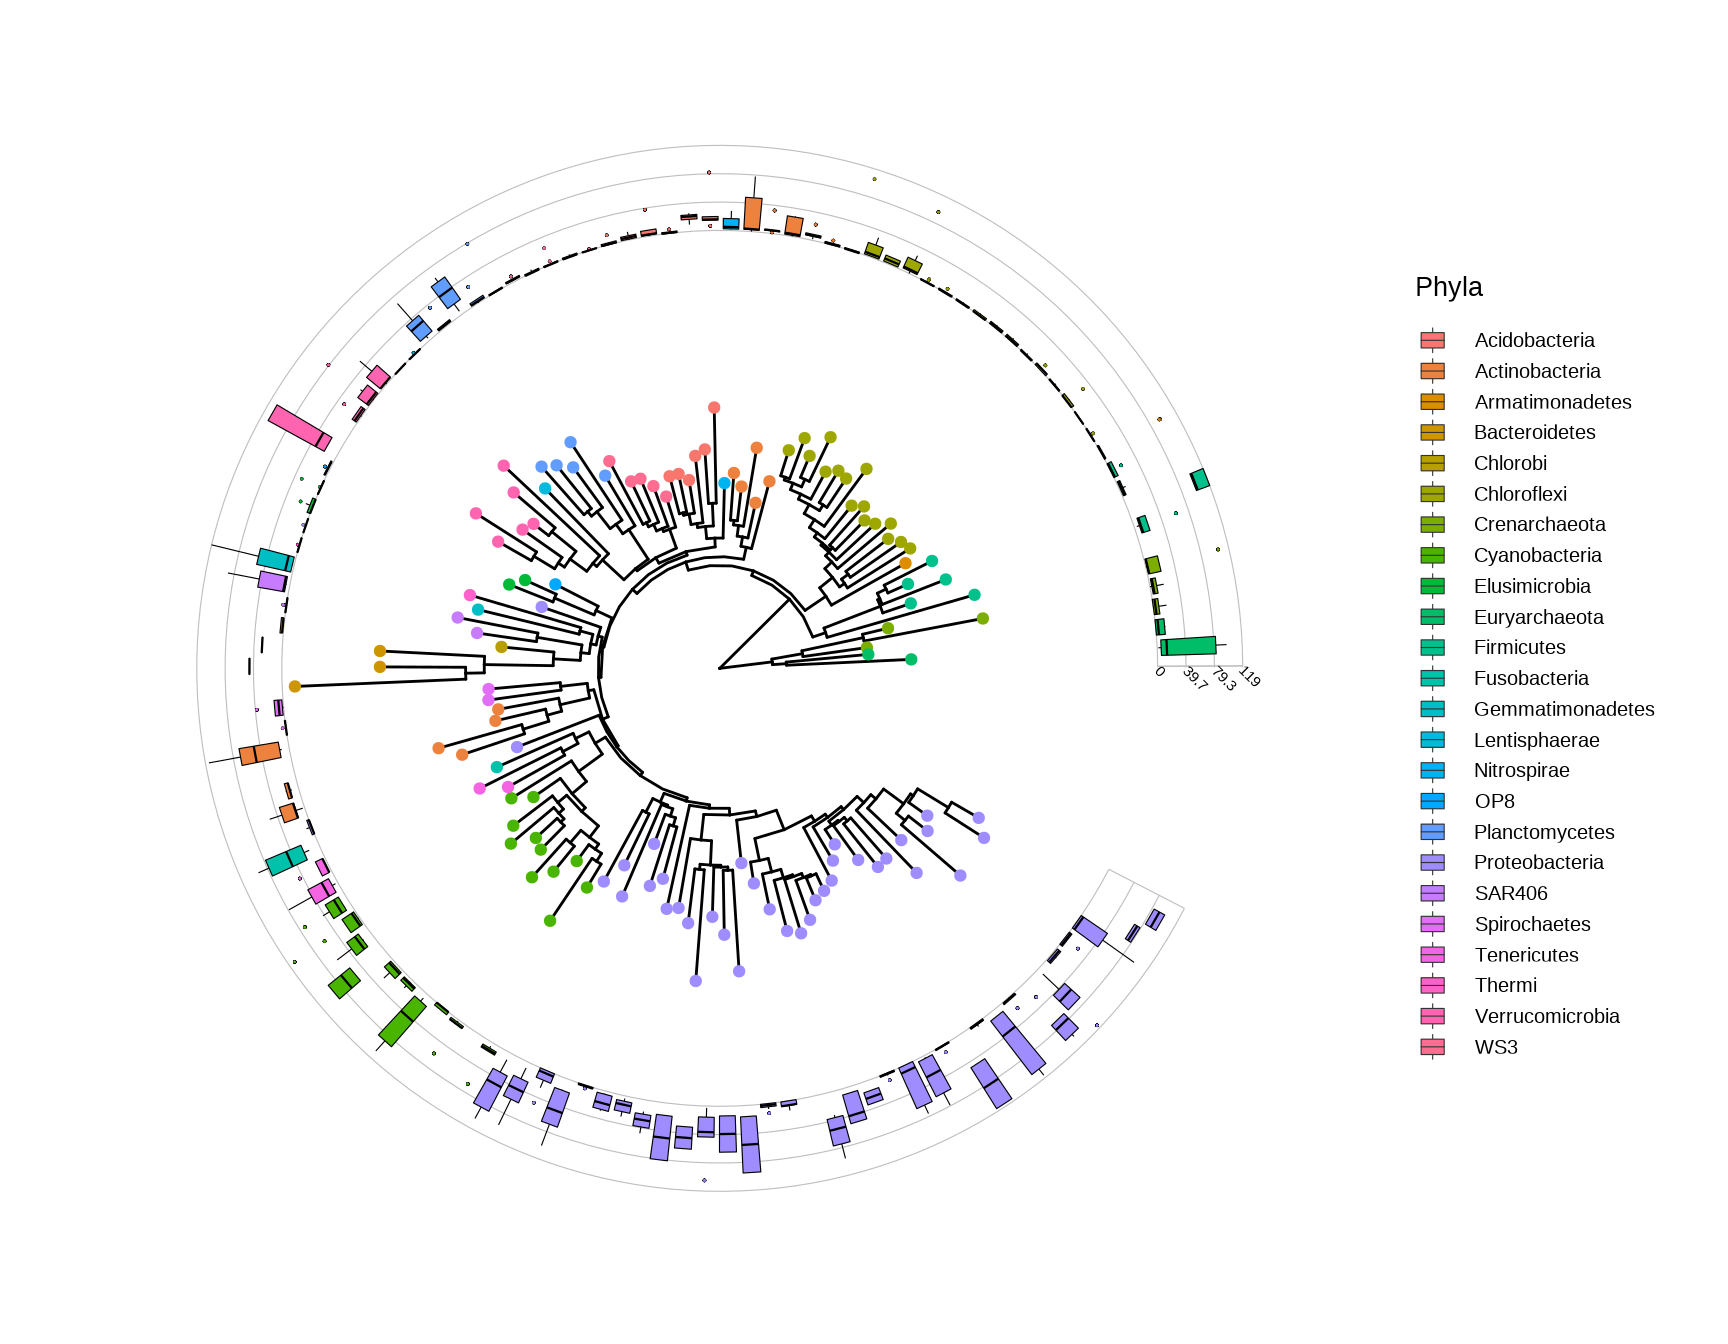 Phyla
Acidobacteria
Actinobacteria
Armatimonadetes
Bacteroidetes
Chlorobi
Chloroflexi
Crenarchaeota
Cyanobacteria
Elusimicrobia
Euryarchaeota
Firmicutes
Fusobacteria
Gemmatimonadetes
Lentisphaerae
Nitrospirae
OP8
Planctomycetes
Proteobacteria
SAR406
Spirochaetes
Tenericutes
Thermi
Verrucomicrobia
WS3
0
39.7
79.3
119